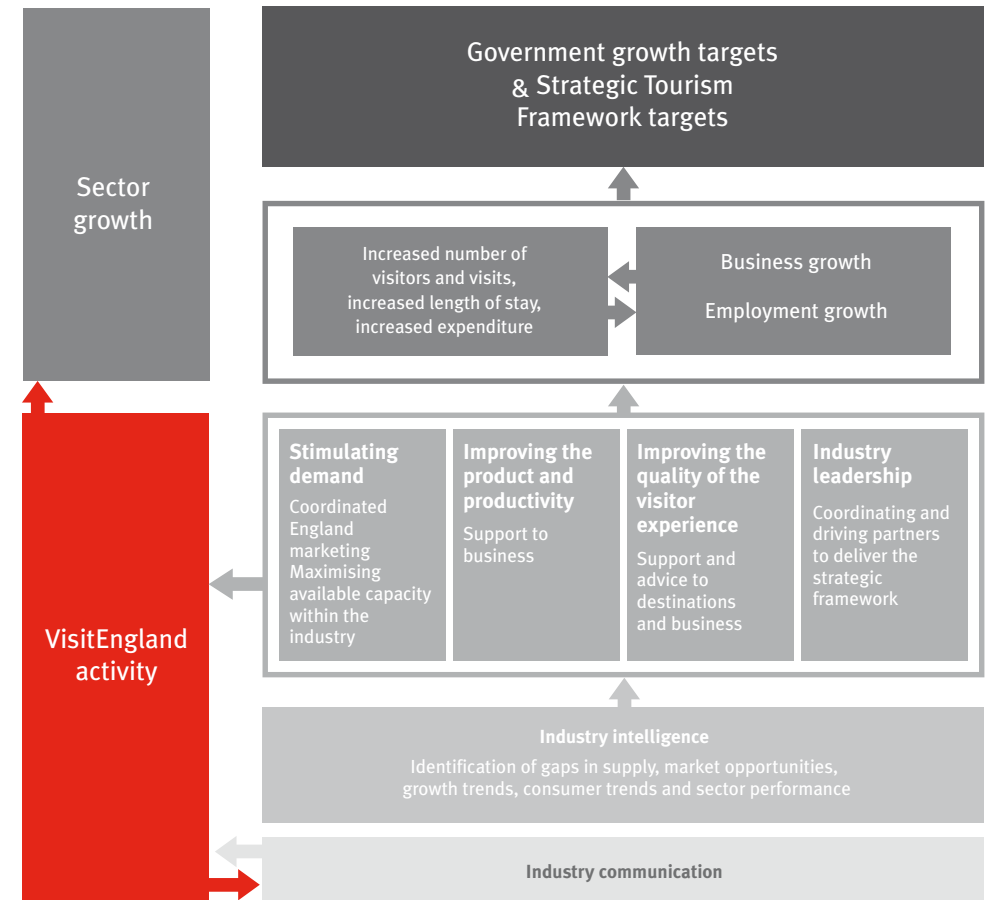 Government growth targets
& Strategic Tourism
Framework targets
Sector
growth
Increased number of
visitors and visits,
increased length of stay,
increased expenditure
Business growth
Employment growth
Stimulating
demand
Coordinated
England
marketing
Maximising
available capacity
within the
industry
Improving the
product and
productivity
Support to
business
Improving the
quality of the
visitor
experience
Support and
advice to
destinations
and business
Industry
leadership
Coordinating and
driving partners
to deliver the
strategic
framework
VisitEngland
activity
Industry intelligence
Identification of gaps in supply, market opportunities,
growth trends, consumer trends and sector performance
Industry communication